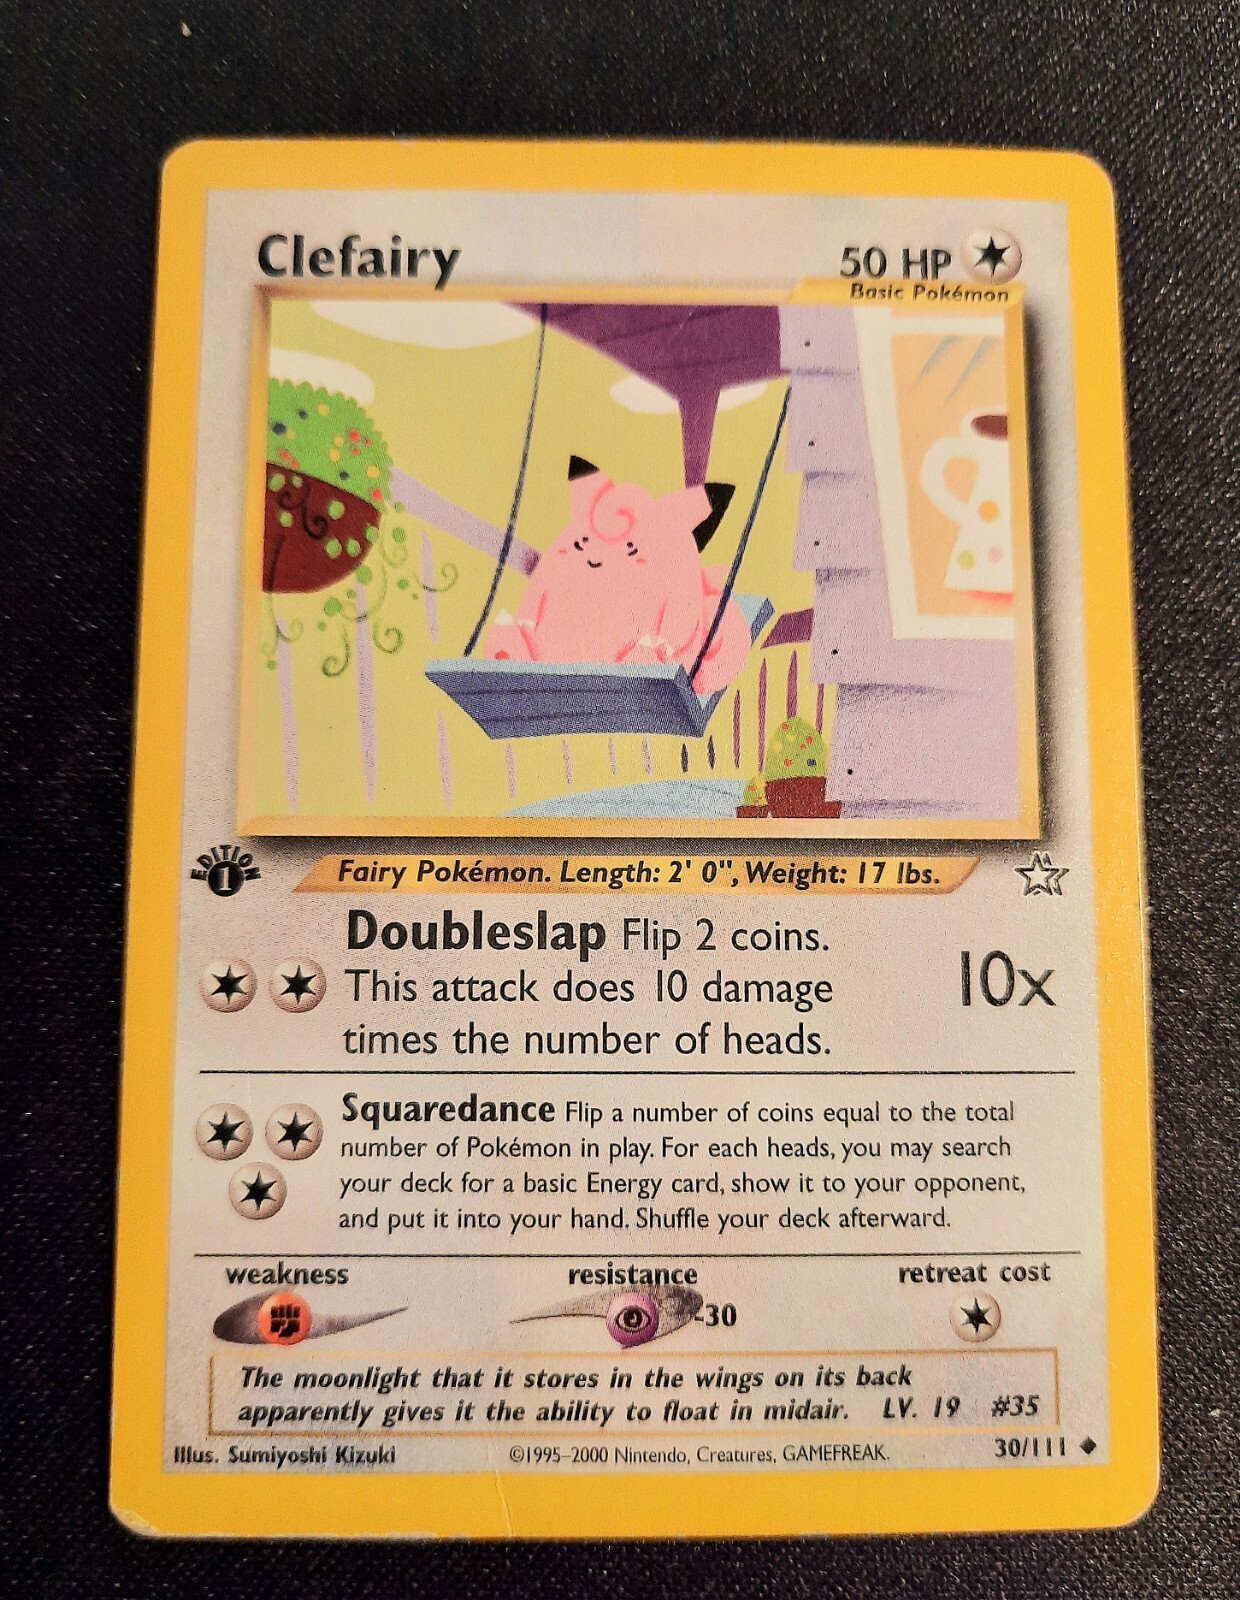 Clefairy
50 HP
Basic Pokémon
EDITION
1
Fairy Pokémon. Length: 2' 0", Weight: 17 lbs.
Doubleslap Flip 2 coins.
This attack does 10 damage
times the number of heads.
10x
Squaredance Flip a number of coins equal to the total
number of Pokémon in play. For each heads, you may search
your deck for a basic Energy card, show it to your opponent,
and put it into your hand. Shuffle your deck afterward.
weakness
resistance
retreat cost
-30
The moonlight that it stores in the wings on its back
apparently gives it the ability to float in midair. LV. 19 #35
Illus. Sumiyoshi Kizuki
©1995–2000 Nintendo, Creatures, GAMEFREAK.
30/111